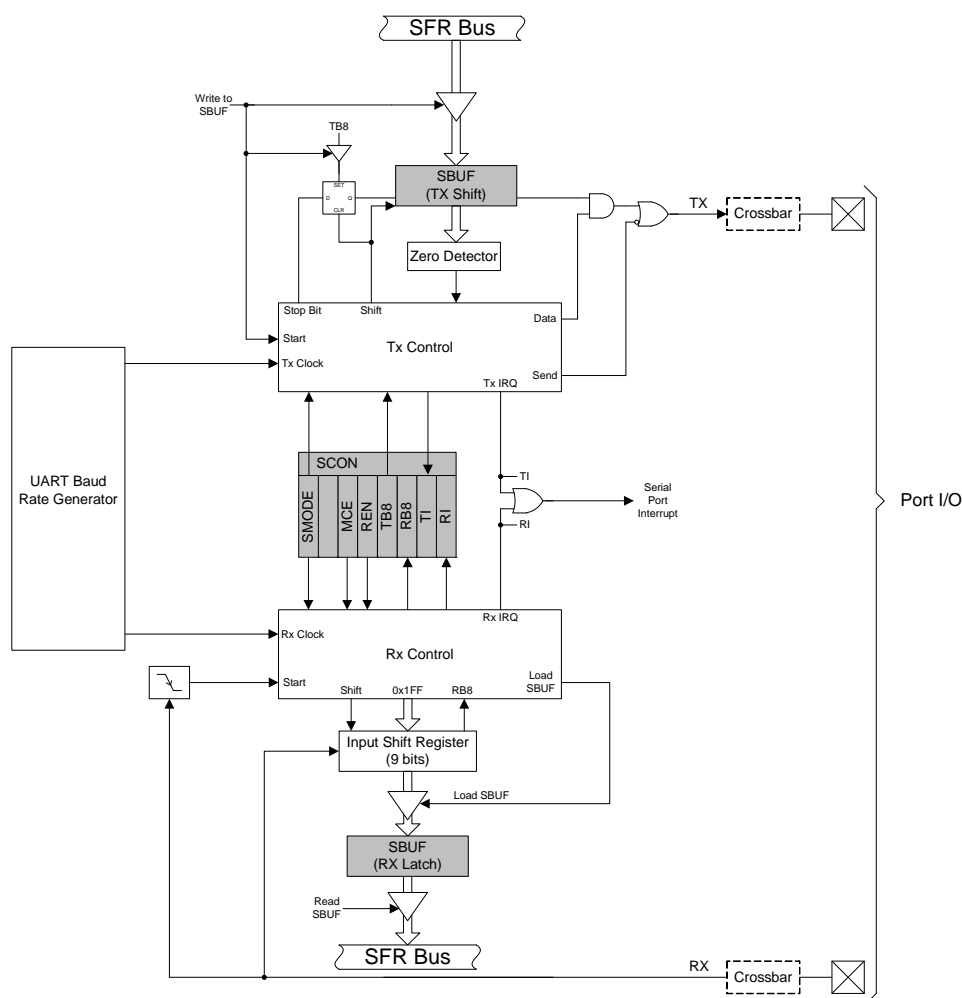 SFR Bus
Write to
SBUF
TB8
SET
D Q
CLR
SBUF
(TX Shift)
TX
Crossbar
Zero Detector
Stop Bit Shift
Data
Start
Tx Control
Tx Clock
Send
Tx IRQ
UART Baud
Rate Generator
SCON
SMODE
MCE
REN
TB8
RB8
TI
RI
TI
Serial
Port
Interrupt
RI
Port I/O
Rx IRQ
Rx Clock
Rx Control
Start
Load
SBUF
Shift 0x1FF RB8
Input Shift Register
(9 bits)
Load SBUF
SBUF
(RX Latch)
Read
SBUF
SFR Bus
RX
Crossbar